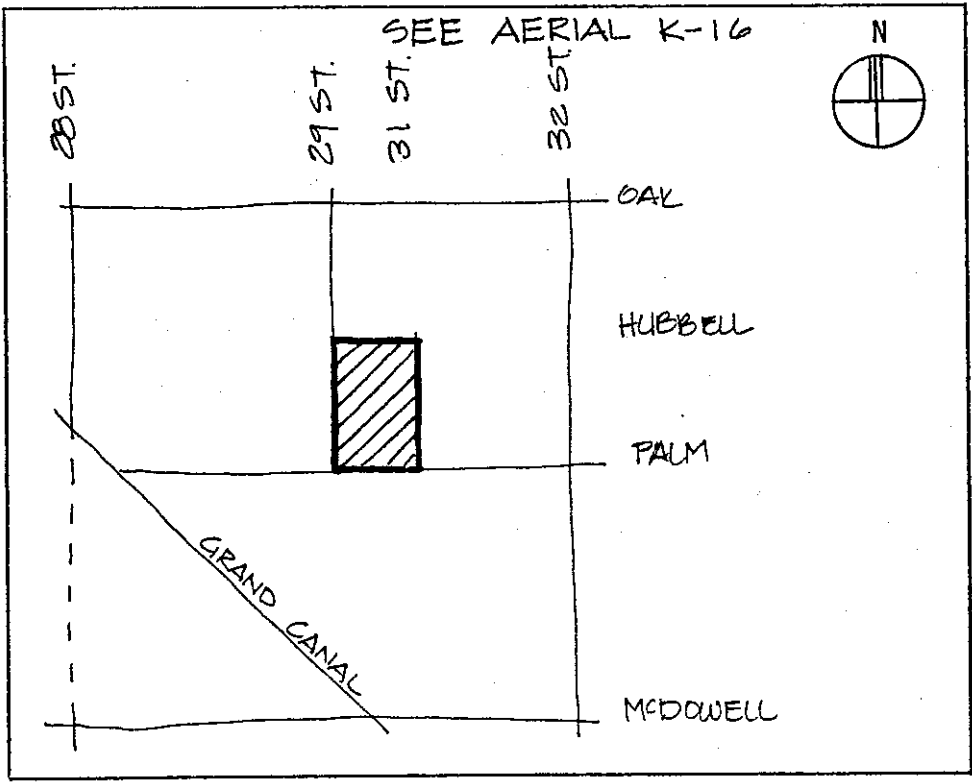 SEE AERIAL K-16
N
28 ST.
29 ST.
31 ST.
32 ST.
OAK
HUBBELL
PALM
GRAND CANAL
McDOWELL